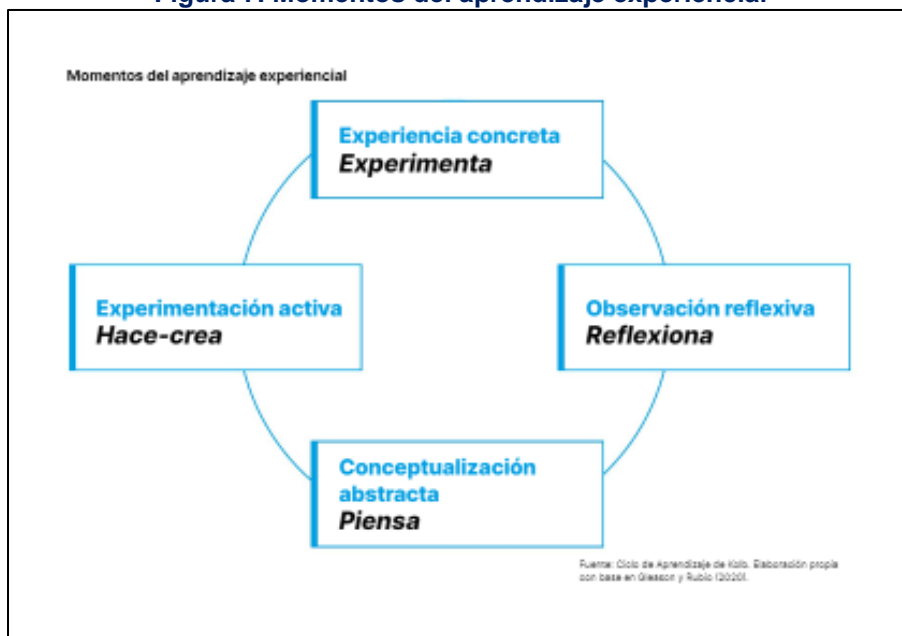 Momentos del aprendizaje experiencial
Experiencia concreta
Experimenta
Experimentación activa
Hace-crea
Observación reflexiva
Reflexiona
Conceptualización
abstracta
Piensa
Fuente: Ciclo de Aprendizaje de Kolb. Elaboración propia
con base en Gleason y Rubio (2020).